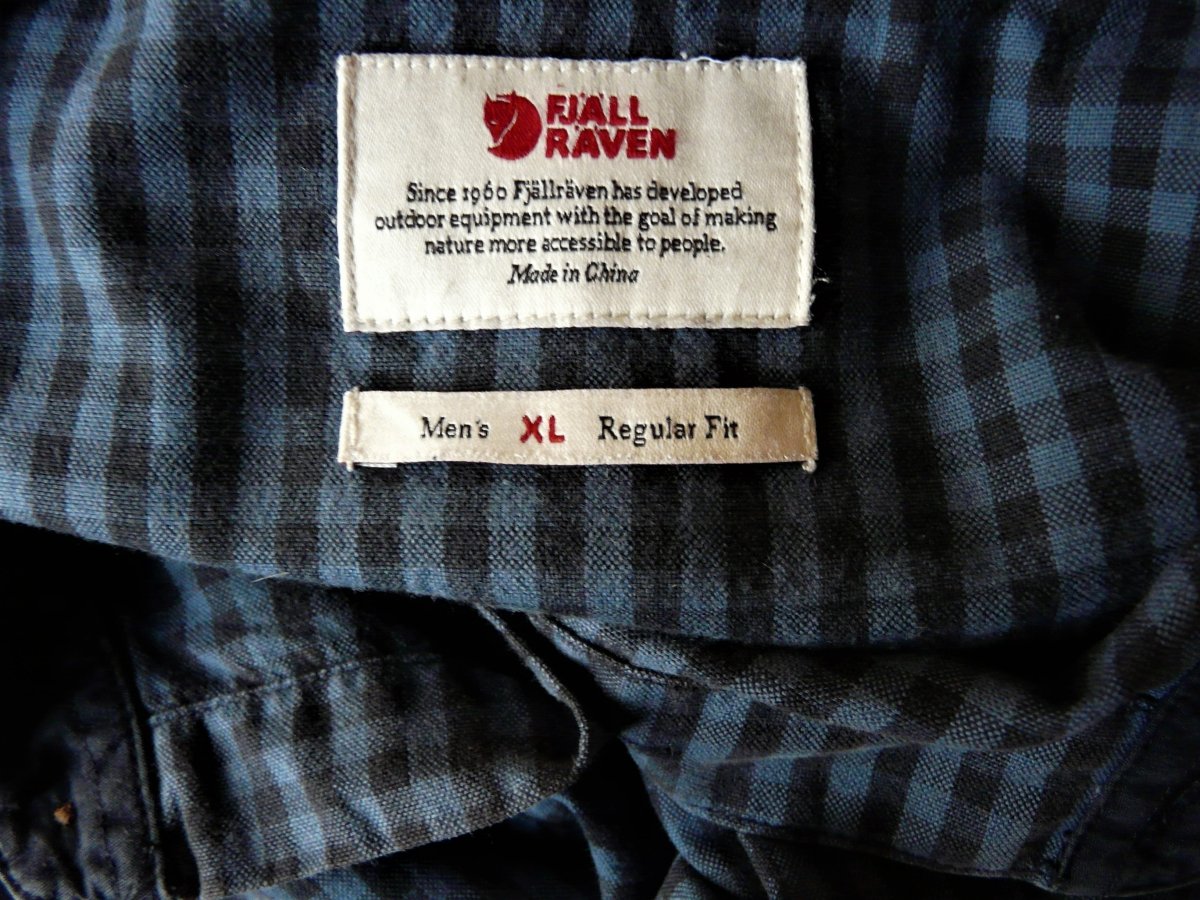 FJÄLL
RÄVEN
Since 1960 Fjällräven has developed
outdoor equipment with the goal of making
nature more accessible to people.
Made in China
Men's XL Regular Fit